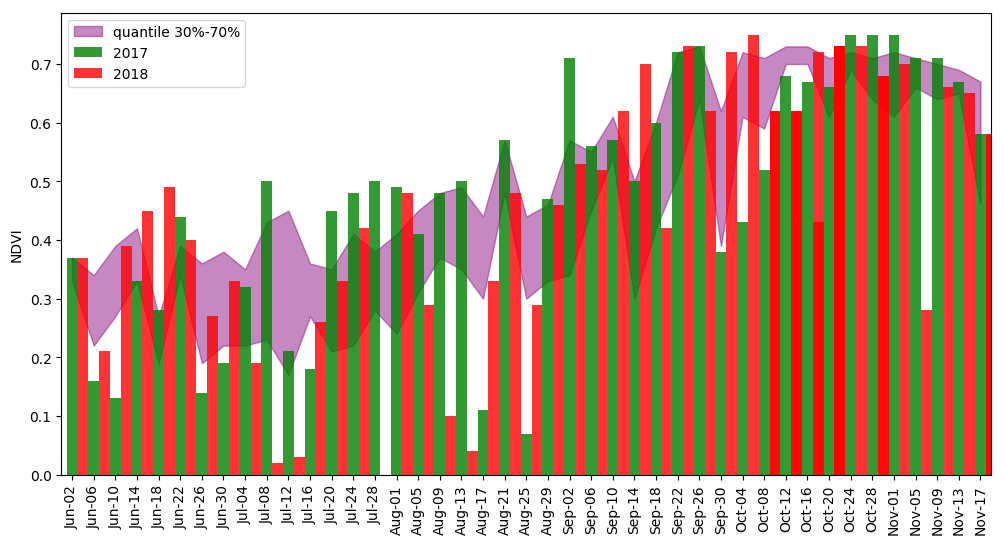 quantile 30%-70%
2017
2018
NDVI
0.7
0.6
0.5
0.4
0.3
0.2
0.1
0.0
Jun-02
Jun-06
Jun-10
Jun-14
Jun-18
Jun-22
Jun-26
Jun-30
Jul-04
Jul-08
Jul-12
Jul-16
Jul-20
Jul-24
Jul-28
Aug-01
Aug-05
Aug-09
Aug-13
Aug-17
Aug-21
Aug-25
Aug-29
Sep-02
Sep-06
Sep-10
Sep-14
Sep-18
Sep-22
Sep-26
Sep-30
Oct-04
Oct-08
Oct-12
Oct-16
Oct-20
Oct-24
Oct-28
Nov-01
Nov-05
Nov-09
Nov-13
Nov-17